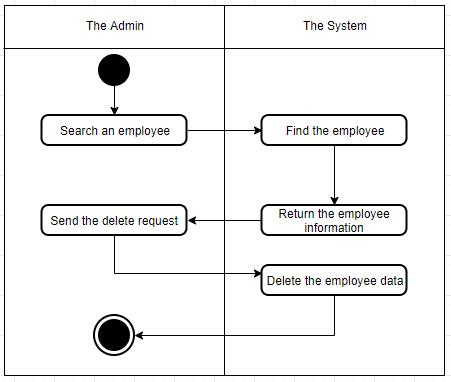 The Admin
The System
Search an employee
Find the employee
Send the delete request
Return the employee
information
Delete the employee data